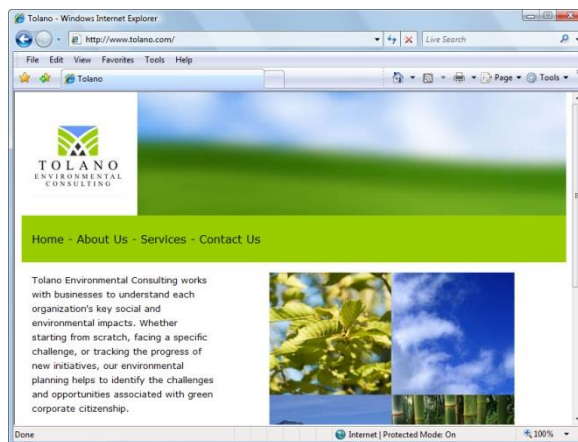 Tolano - Windows Internet Explorer
http://www.tolano.com/
Live Search
File Edit View Favorites Tools Help
Tolano
Page Tools
TOLANO
ENVIRONMENTAL
CONSULTING
Home - About Us - Services - Contact Us
Tolano Environmental Consulting works
with businesses to understand each
organization's key social and
environmental impacts. Whether
starting from scratch, facing a specific
challenge, or tracking the progress of
new initiatives, our environmental
planning helps to identify the challenges
and opportunities associated with green
corporate citizenship.
Done
Internet | Protected Mode: On
100%